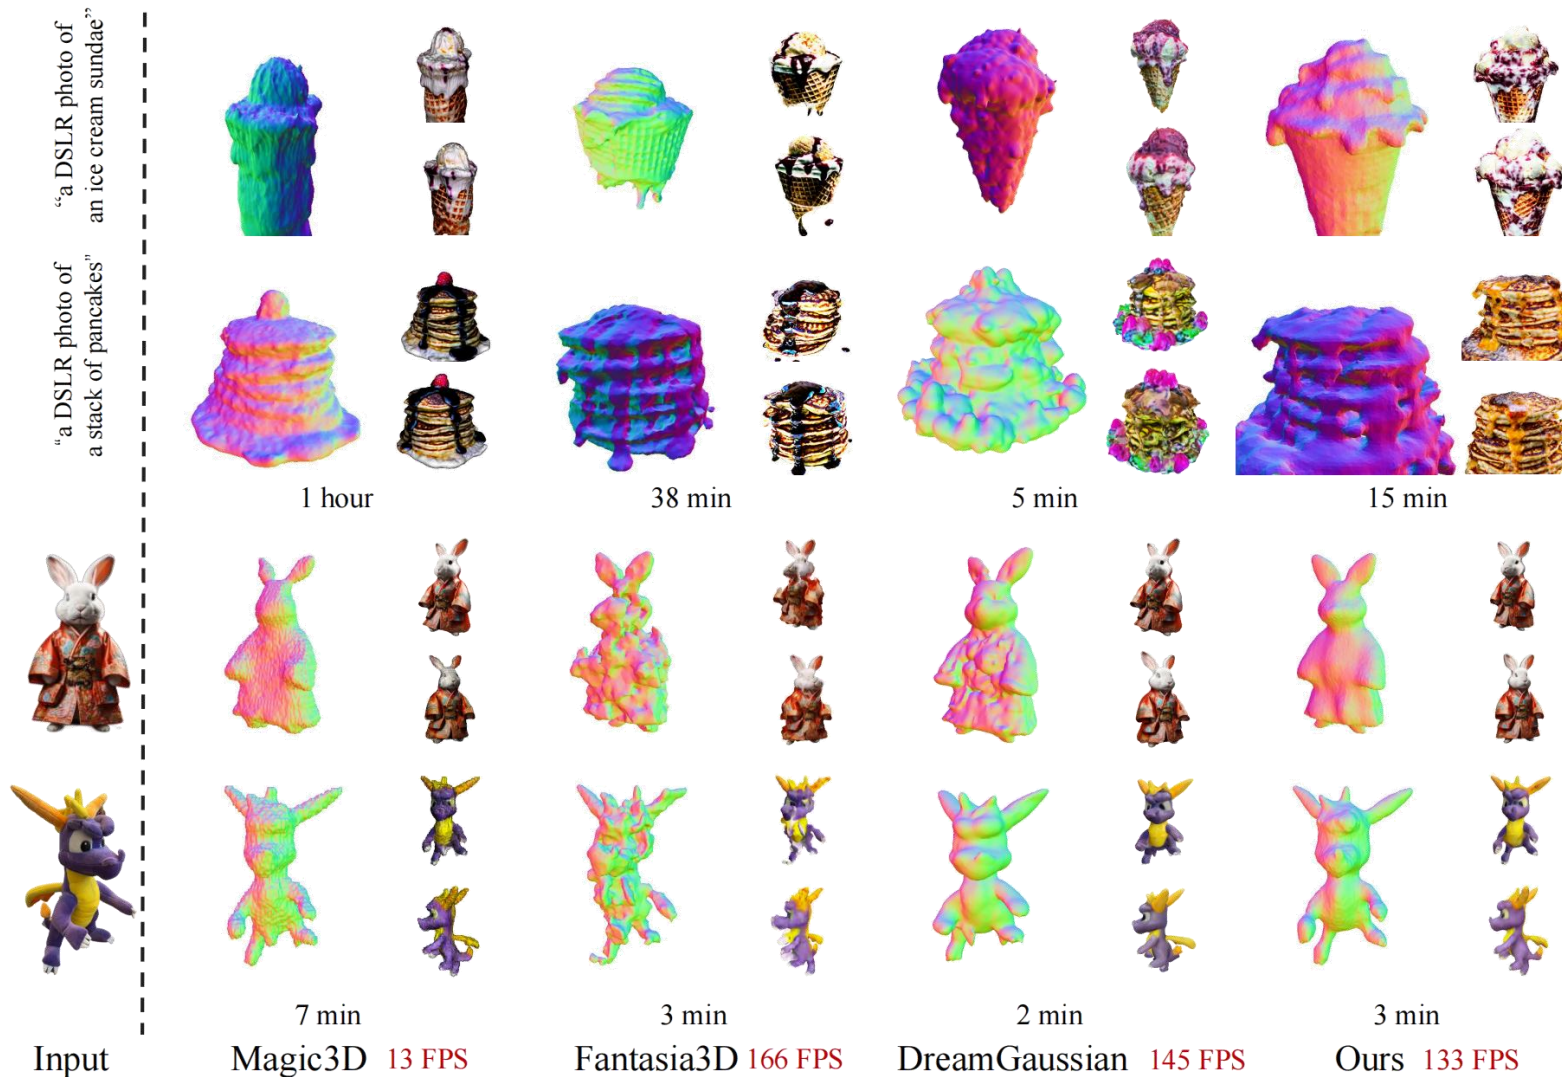 ““a DSLR photo of
an ice cream sundae”
“a DSLR photo of
a stack of pancakes”
1 hour
38 min
5 min
15 min
7 min
3 min
2 min
3 min
Input
Magic3D 13 FPS
Fantasia3D 166 FPS
DreamGaussian 145 FPS
Ours 133 FPS